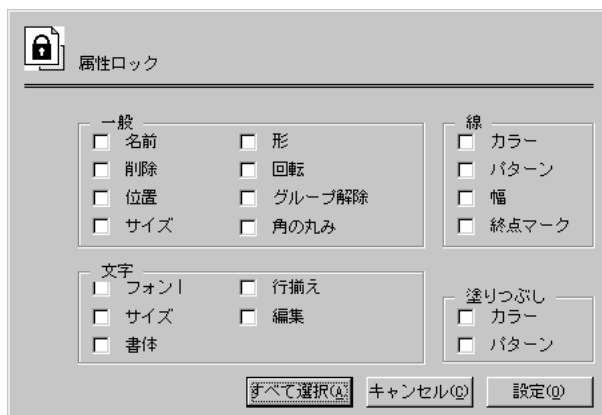 属性ロック
一般
名前
削除
位置
サイズ
形
回転
グループ解除
角の丸み
線
カラー
パターン
幅
終点マーク
文字
フォント
サイズ
書体
行揃え
編集
塗りつぶし
カラー
パターン
すべて選択(A)
キャンセル(C)
設定(O)